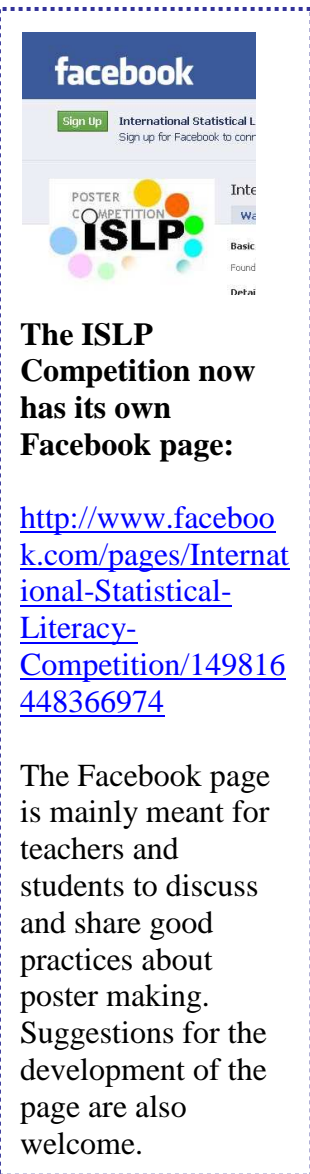 facebook
Sign Up International Statistical L
Sign up for Facebook to conr
Inte
POSTER
COMPETITION
Wa
ISLP
Basic
Found
Detai
The ISLP
Competition now
has its own
Facebook page:
http://www.faceboo
k.com/pages/Internat
ional-Statistical-
Literacy-
Competition/149816
448366974
The Facebook page
is mainly meant for
teachers and
students to discuss
and share good
practices about
poster making.
Suggestions for the
development of the
page are also
welcome.